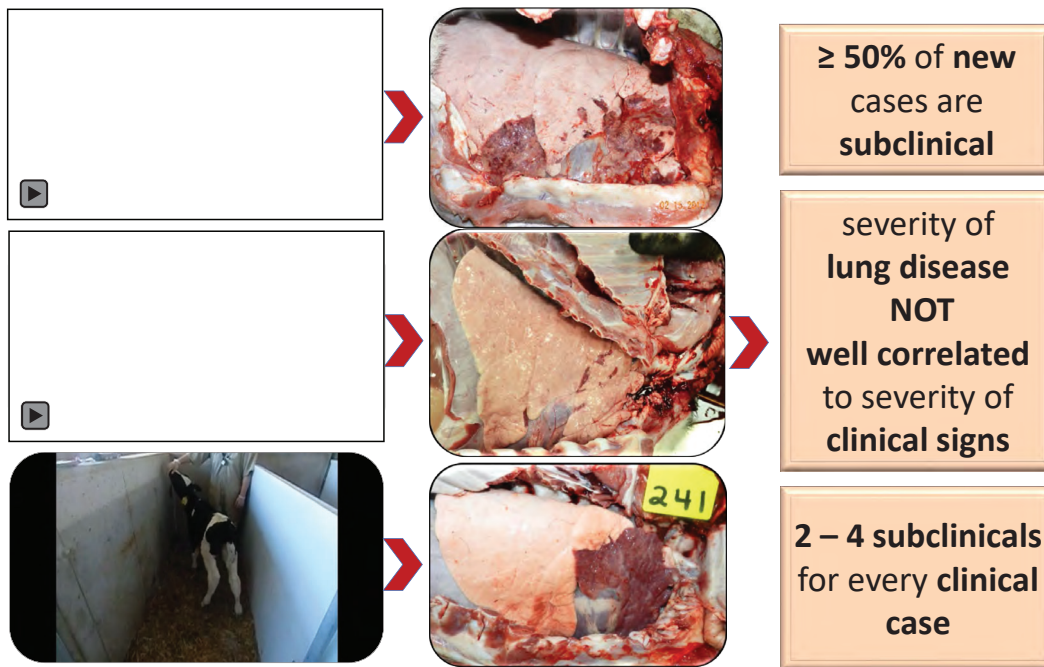 ≥ 50% of new
cases are
subclinical
severity of
lung disease
NOT
well correlated
to severity of
clinical signs
241
2 – 4 subclinicals
for every clinical
case